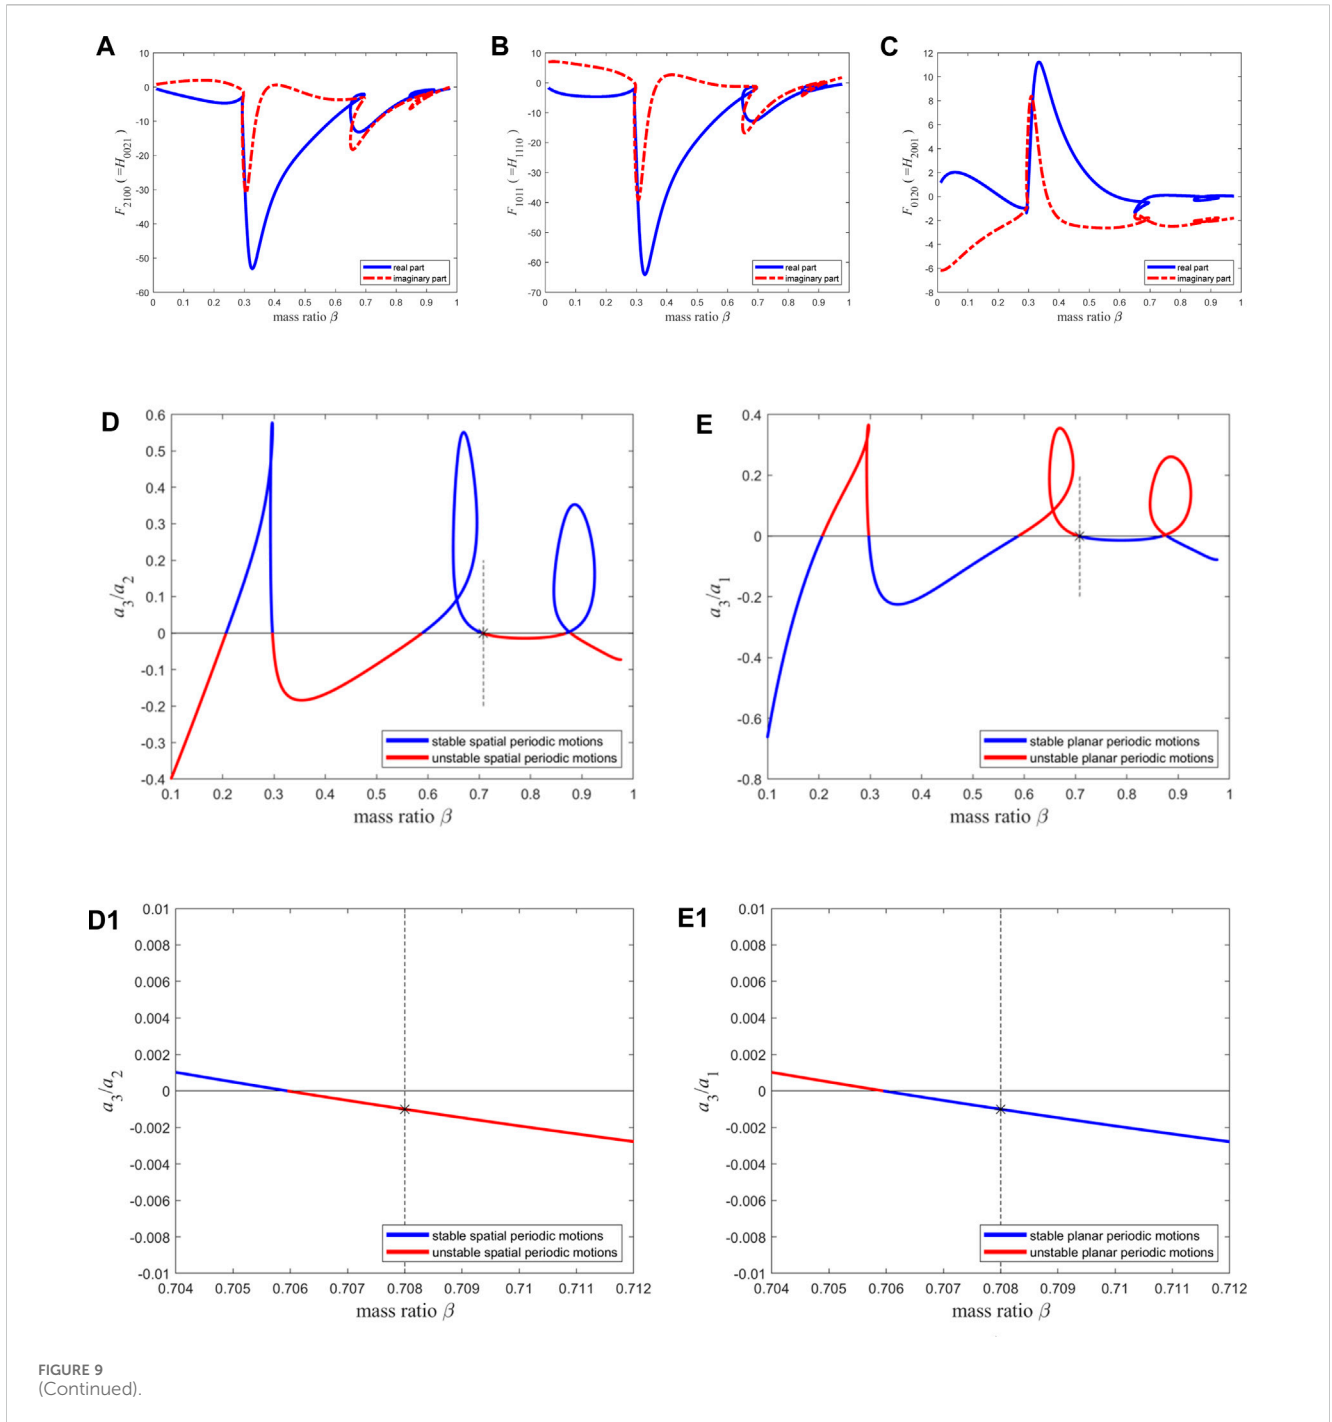 A
10
0
-10
-20
-30
-40
-50
-60
F2100 (=H0021)
real part
imaginary part
0 0.1 0.2 0.3 0.4 0.5 0.6 0.7 0.8 0.9 1
mass ratio β
B
10
0
-10
-20
-30
-40
-50
-60
-70
F1011 (=H1110)
real part
imaginary part
0 0.1 0.2 0.3 0.4 0.5 0.6 0.7 0.8 0.9 1
mass ratio β
C
12
10
8
6
4
2
0
-2
-4
-6
-8
F0120 (=H2001)
real part
imaginary part
0 0.1 0.2 0.3 0.4 0.5 0.6 0.7 0.8 0.9 1
mass ratio β
D
0.6
0.5
0.4
0.3
0.2
0.1
0
-0.1
-0.2
-0.3
-0.4
a3/a2
stable spatial periodic motions
unstable spatial periodic motions
0.1 0.2 0.3 0.4 0.5 0.6 0.7 0.8 0.9 1
mass ratio β
E
0.4
0.2
0
-0.2
-0.4
-0.6
-0.8
a3/a1
stable planar periodic motions
unstable planar periodic motions
0.1 0.2 0.3 0.4 0.5 0.6 0.7 0.8 0.9 1
mass ratio β
D1
0.01
0.008
0.006
0.004
0.002
0
-0.002
-0.004
-0.006
-0.008
-0.01
a3/a2
stable spatial periodic motions
unstable spatial periodic motions
0.704 0.705 0.706 0.707 0.708 0.709 0.71 0.711 0.712
mass ratio β
E1
0.01
0.008
0.006
0.004
0.002
0
-0.002
-0.004
-0.006
-0.008
-0.01
a3/a1
stable planar periodic motions
unstable planar periodic motions
0.704 0.705 0.706 0.707 0.708 0.709 0.71 0.711 0.712
mass ratio β
FIGURE 9
(Continued).